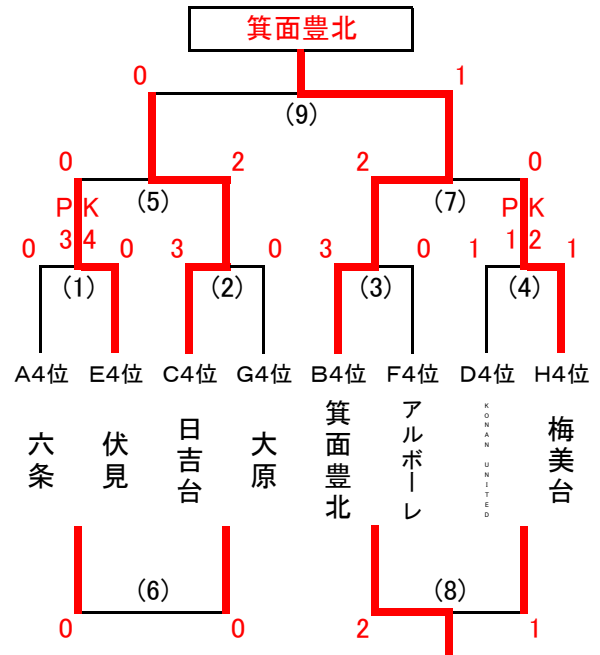 箕面豊北
0 1
(9)
0 2 2 0
(5) (7)
PK PK
0 34 0 3 0 3 0 1 12 1
(1) (2) (3) (4)
A4位 E4位 C4位 G4位 B4位 F4位 D4位 H4位
六条
伏見
日吉台
大原
箕面豊北
アルボーレ
KONAN UNITED
梅美台
(6) (8)
0 0 2 1